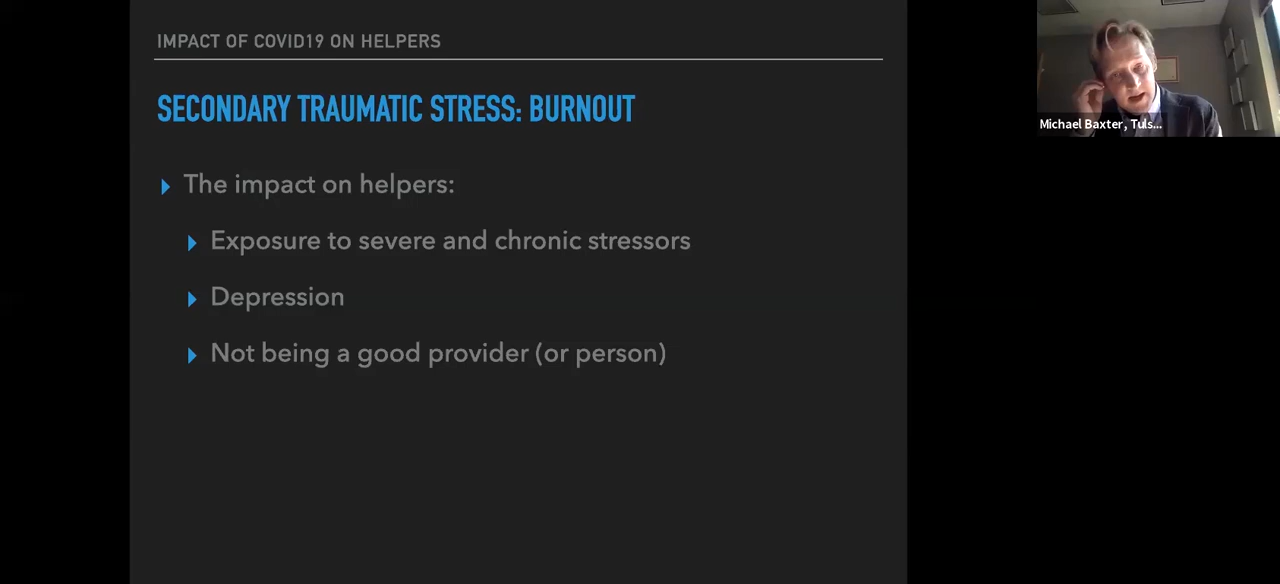 IMPACT OF COVID19 ON HELPERS
SECONDARY TRAUMATIC STRESS: BURNOUT
The impact on helpers:
Exposure to severe and chronic stressors
Depression
Not being a good provider (or person)
Michael Baxter, Tuls...